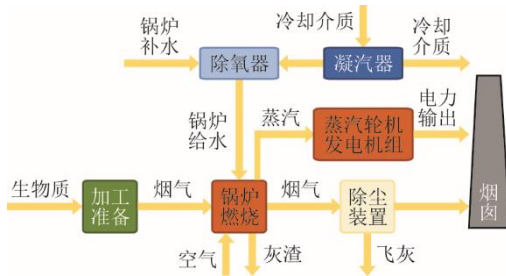 锅炉
补水
冷却介质
冷却
介质
除氧器
凝汽器
锅炉
给水
蒸汽
蒸汽轮机
发电机组
电力
输出
生物质
加工
准备
烟气
锅炉
燃烧
烟气
除尘
装置
烟
囱
空气
灰渣
飞灰